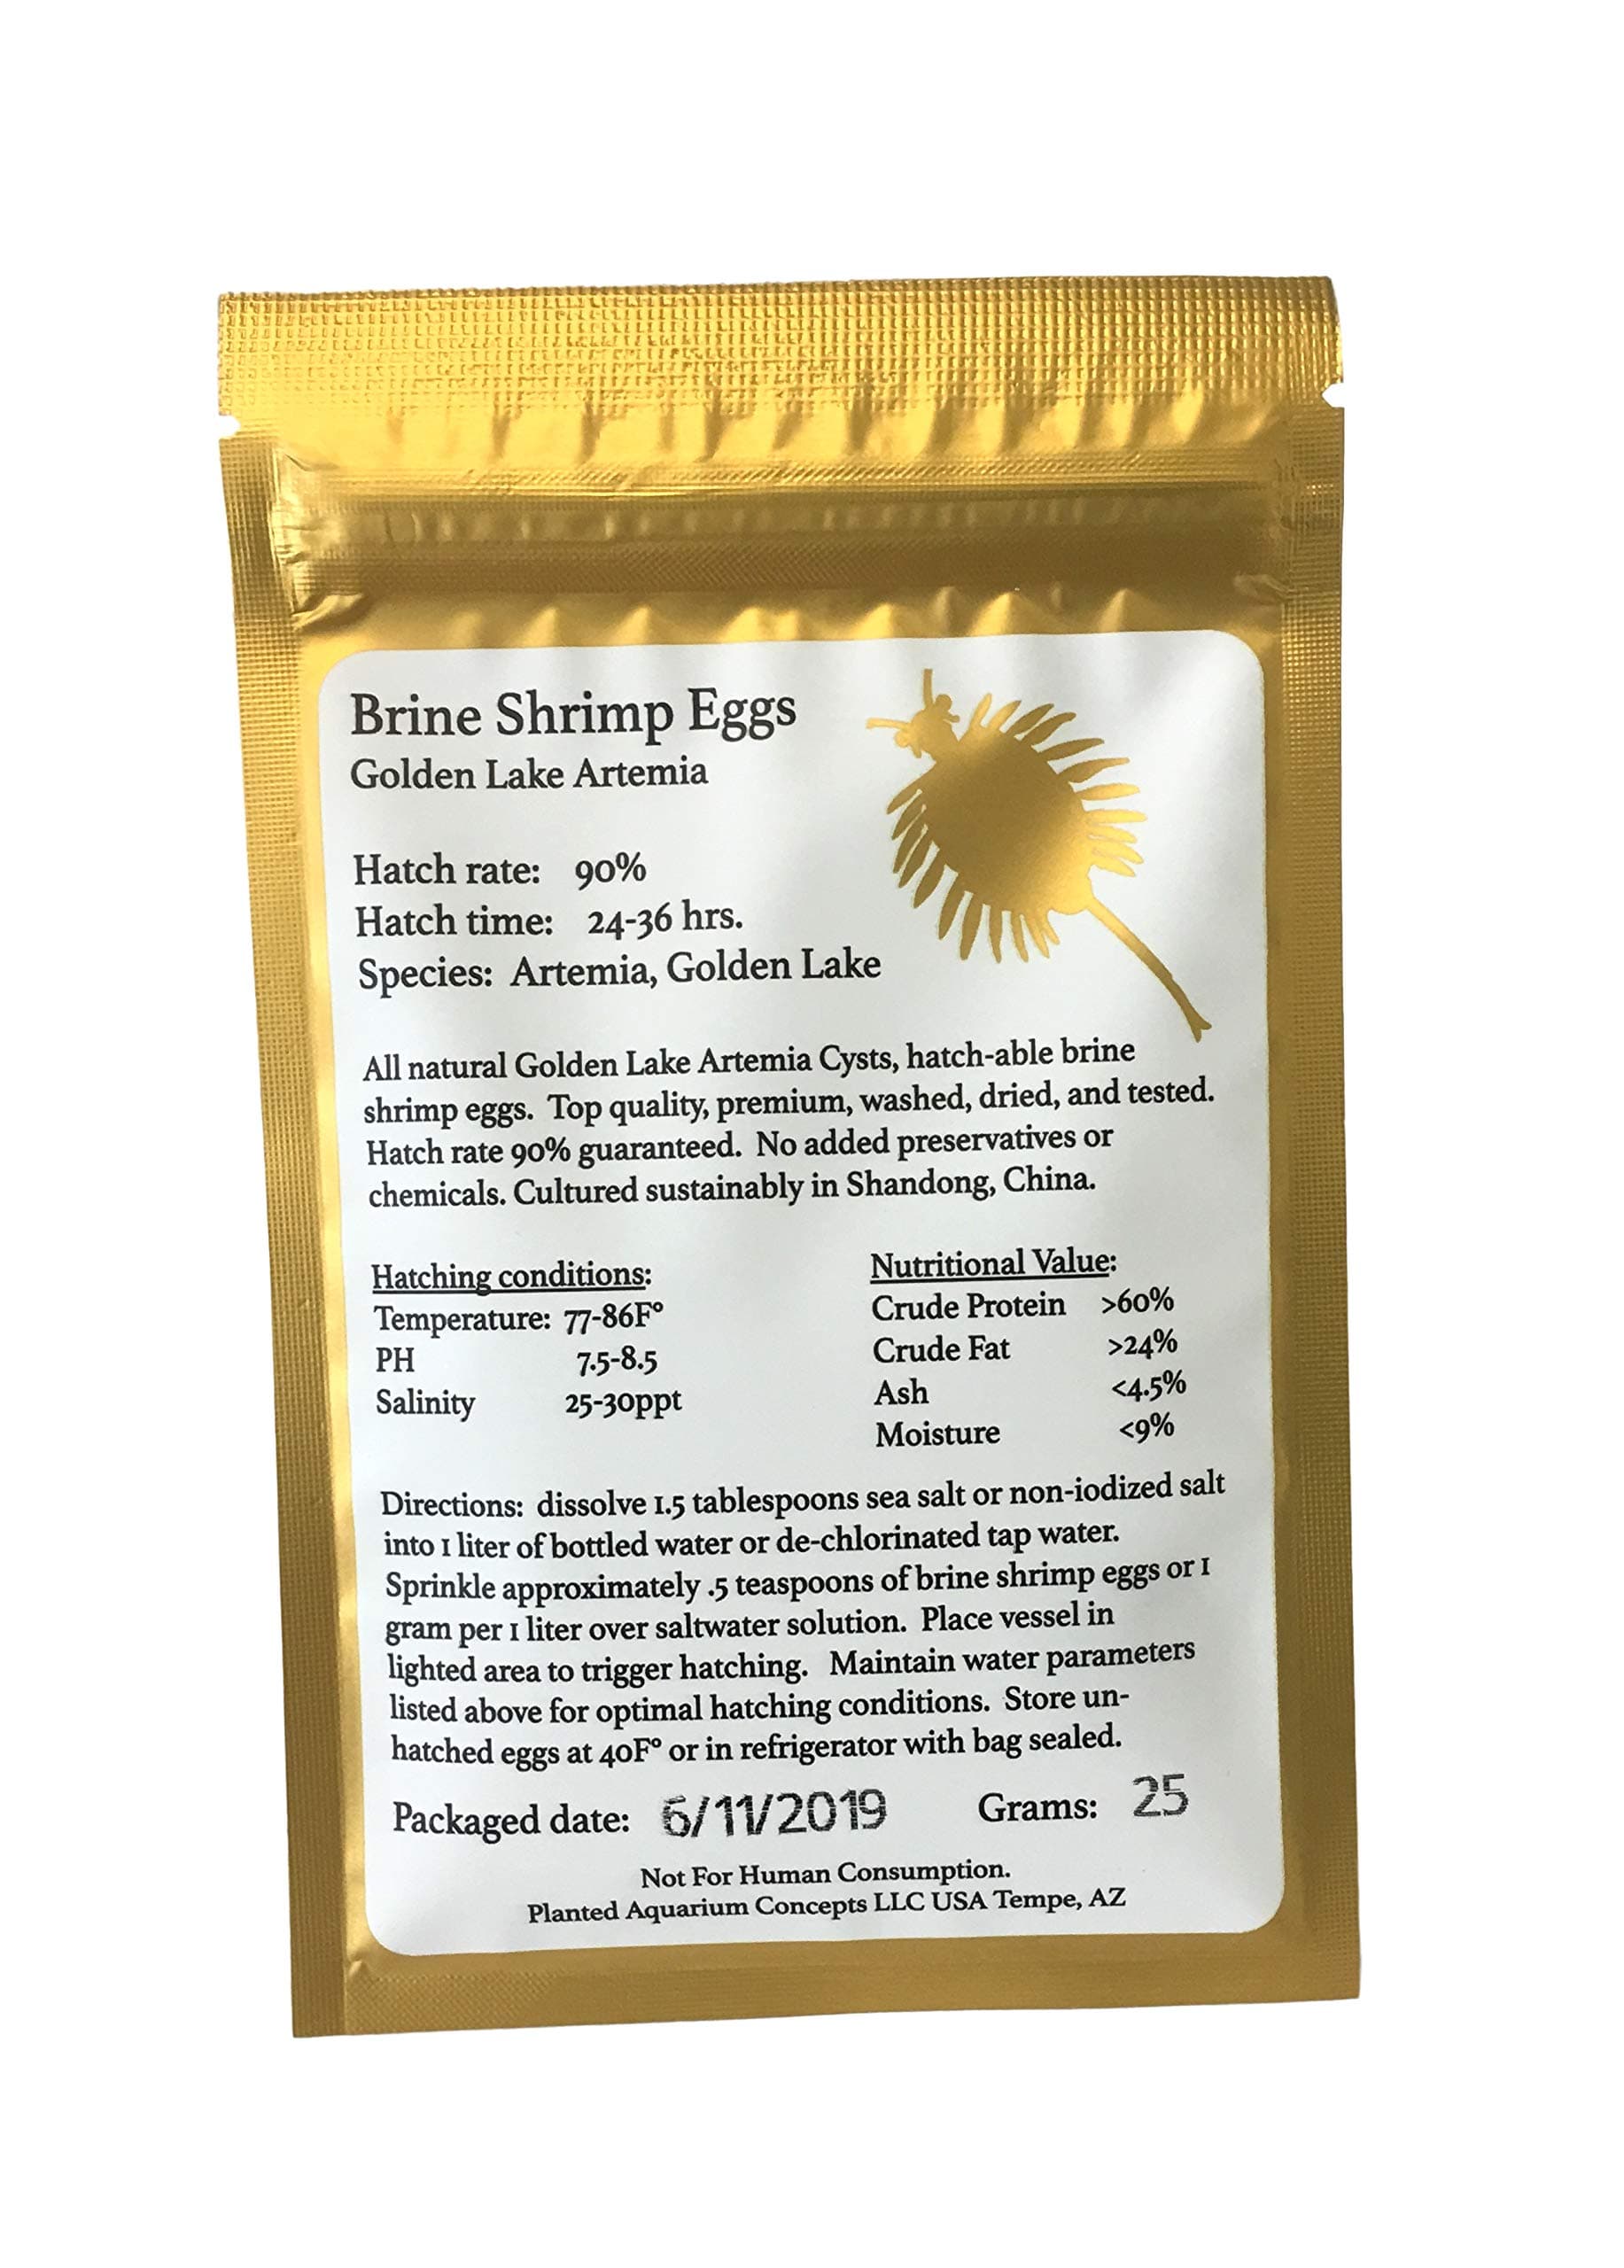 Brine Shrimp Eggs
Golden Lake Artemia
Hatch rate: 90%
Hatch time: 24-36 hrs.
Species: Artemia, Golden Lake
All natural Golden Lake Artemia Cysts, hatch-able brine
shrimp eggs. Top quality, premium, washed, dried, and tested.
Hatch rate 90% guaranteed. No added preservatives or
chemicals. Cultured sustainably in Shandong, China.
Hatching conditions:
Temperature: 77-86F°
PH 7.5-8.5
Salinity 25-30ppt
Nutritional Value:
Crude Protein >60%
Crude Fat >24%
Ash <4.5%
Moisture <9%
Directions: dissolve 1.5 tablespoons sea salt or non-iodized salt
into 1 liter of bottled water or de-chlorinated tap water.
Sprinkle approximately .5 teaspoons of brine shrimp eggs or 1
gram per 1 liter over saltwater solution. Place vessel in
lighted area to trigger hatching. Maintain water parameters
listed above for optimal hatching conditions. Store un-
hatched eggs at 40F° or in refrigerator with bag sealed.
Packaged date: 6/11/2019 Grams: 25
Not For Human Consumption.
Planted Aquarium Concepts LLC USA Tempe, AZ